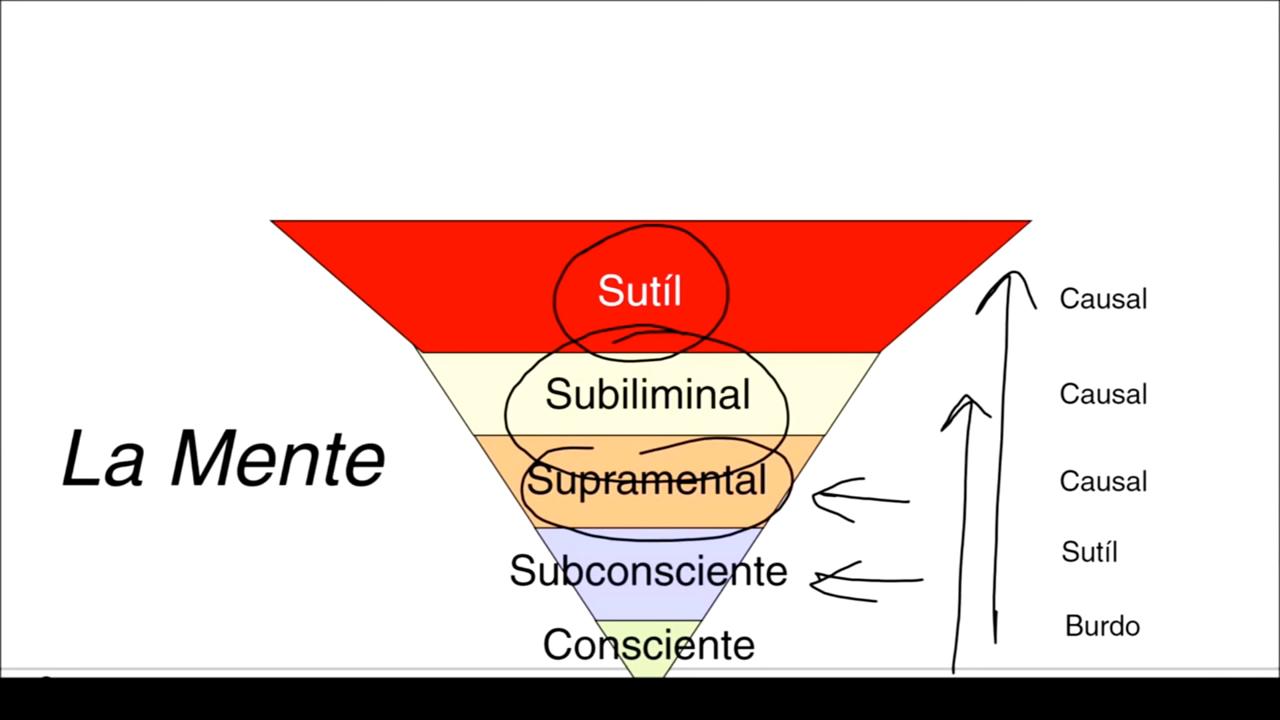 Sutíl
Causal
Subiliminal
Causal
La Mente
Supramental
Causal
Subconsciente
Sutíl
Consciente
Burdo